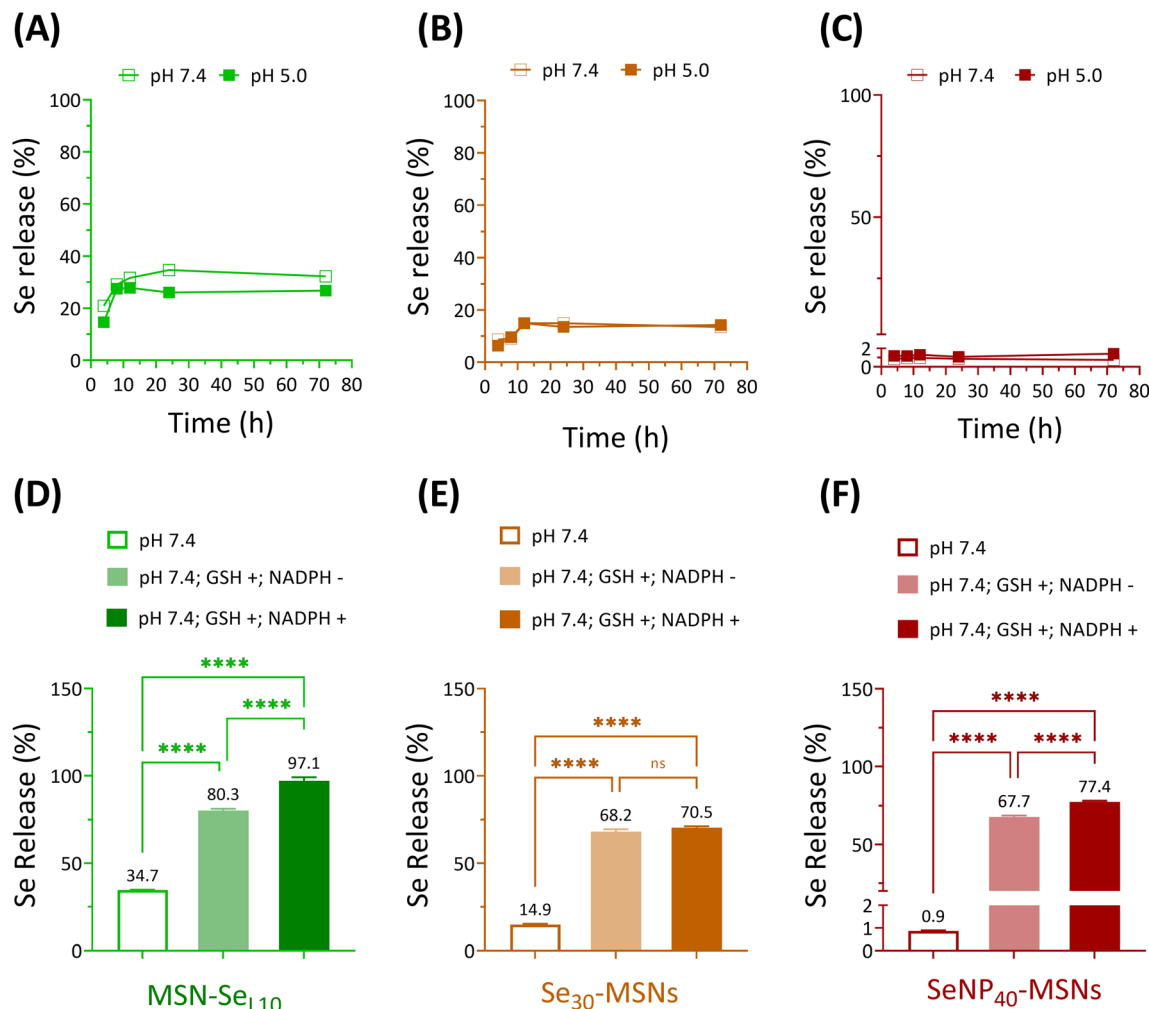 (A)
pH 7.4 pH 5.0
Se release (%)
100
80
60
40
20
0
0 10 20 30 40 50 60 70 80
Time (h)
(B)
pH 7.4 pH 5.0
Se release (%)
100
80
60
40
20
0
0 10 20 30 40 50 60 70 80
Time (h)
(C)
pH 7.4 pH 5.0
Se release (%)
100
50
2
0
0 10 20 30 40 50 60 70 80
Time (h)
(D)
pH 7.4
pH 7.4; GSH +; NADPH -
pH 7.4; GSH +; NADPH +
Se Release (%)
150
100
50
0
****
****
****
34.7
80.3
97.1
MSN-SeL10
(E)
pH 7.4
pH 7.4; GSH +; NADPH -
pH 7.4; GSH +; NADPH +
Se Release (%)
150
100
50
0
****
****
ns
14.9
68.2
70.5
Se30-MSNs
(F)
pH 7.4
pH 7.4; GSH +; NADPH -
pH 7.4; GSH +; NADPH +
Se Release (%)
150
100
50
2
1
0
****
****
****
0.9
67.7
77.4
SeNP40-MSNs